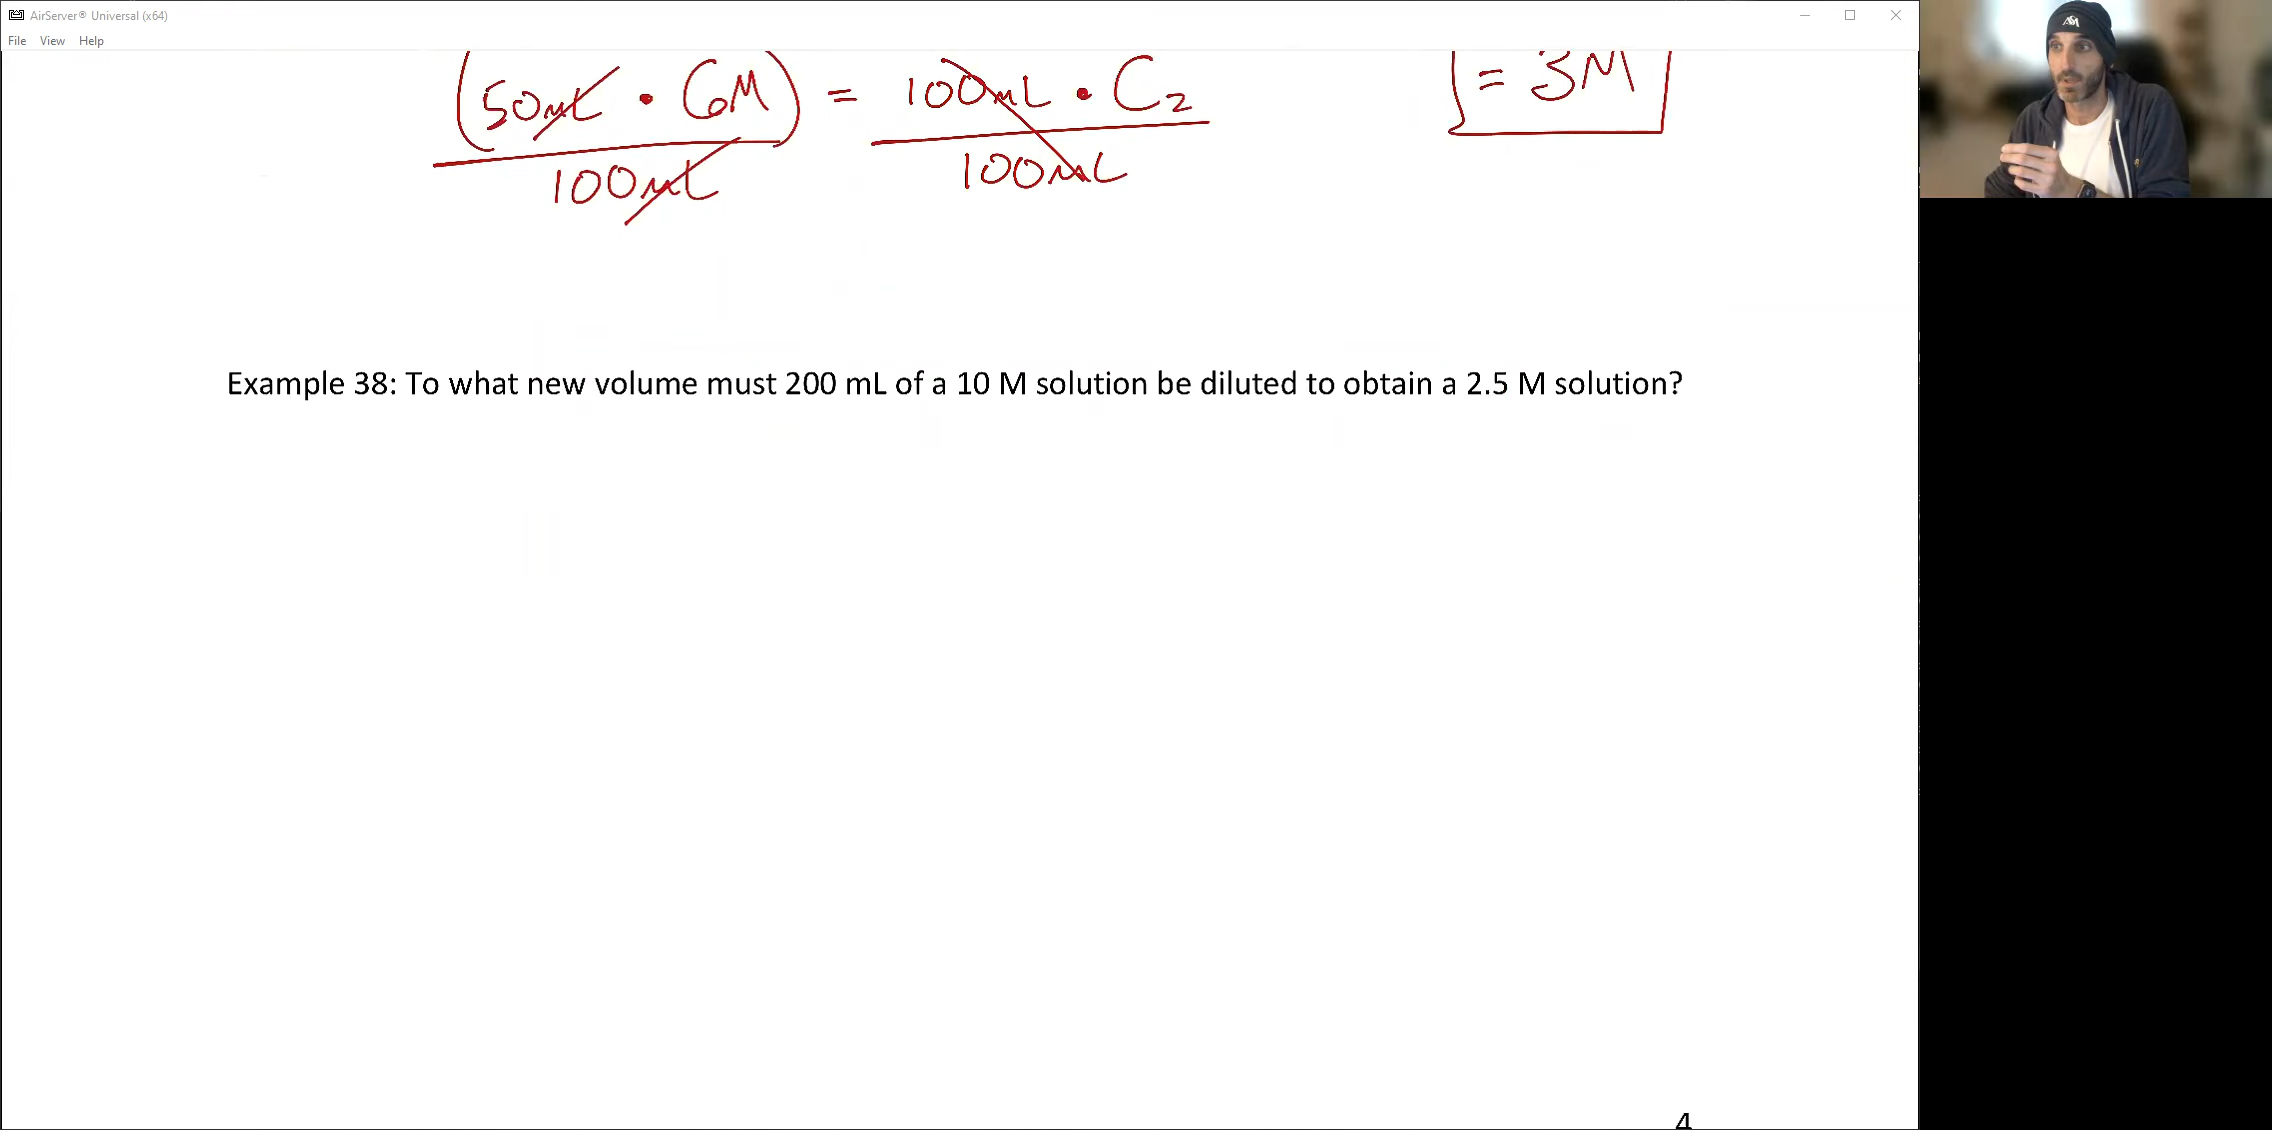 AirServer® Universal (x64)
File View Help
(50mL • 6M) = 100mL • C₂
100mL 100mL
= 3M
Example 38: To what new volume must 200 mL of a 10 M solution be diluted to obtain a 2.5 M solution?
4